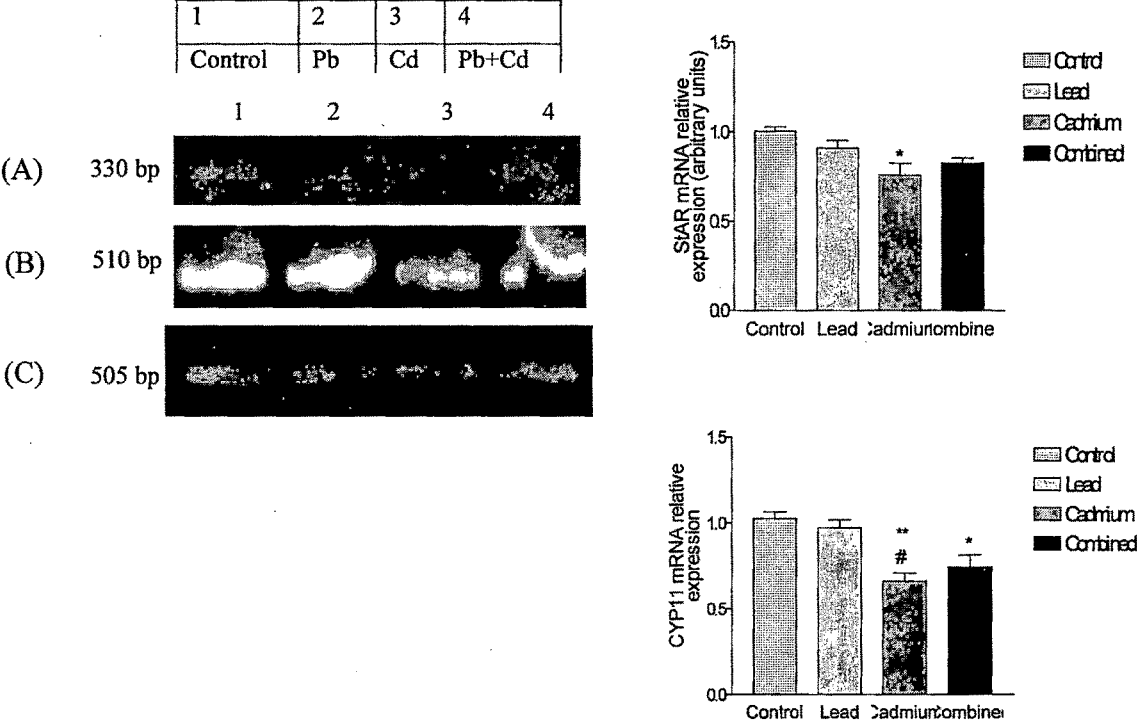 1 2 3 4
Control Pb Cd Pb+Cd
1 2 3 4
(A) 330 bp
(B) 510 bp
(C) 505 bp
StAR mRNA relative
expression (arbitrary units)
1.5
1.0
0.5
0.0
*
Control Lead Cadmium Combine
Control
Lead
Cadmium
Combined
CYP11 mRNA relative
expression
1.5
1.0
0.5
0.0
**
#
*
Control Lead Cadmium Combine
Control
Lead
Cadmium
Combined